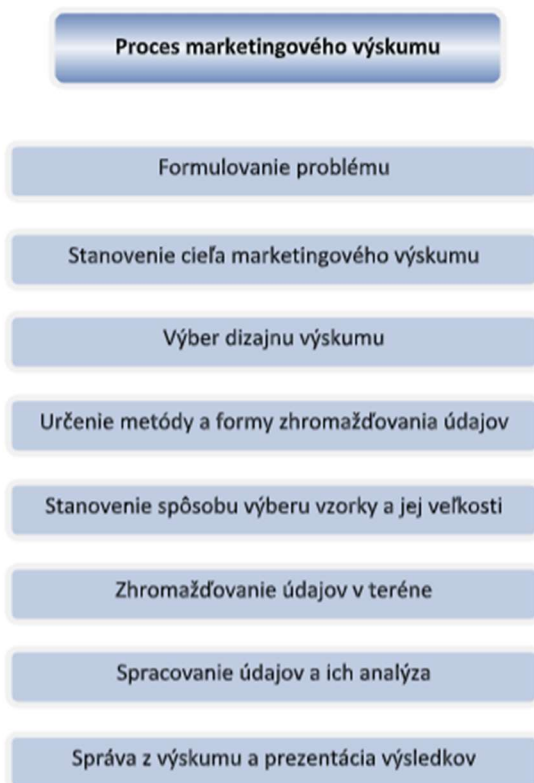 Proces marketingového výskumu
Formulovanie problému
Stanovenie cieľa marketingového výskumu
Výber dizajnu výskumu
Určenie metódy a formy zhromažďovania údajov
Stanovenie spôsobu výberu vzorky a jej veľkosti
Zhromažďovanie údajov v teréne
Spracovanie údajov a ich analýza
Správa z výskumu a prezentácia výsledkov